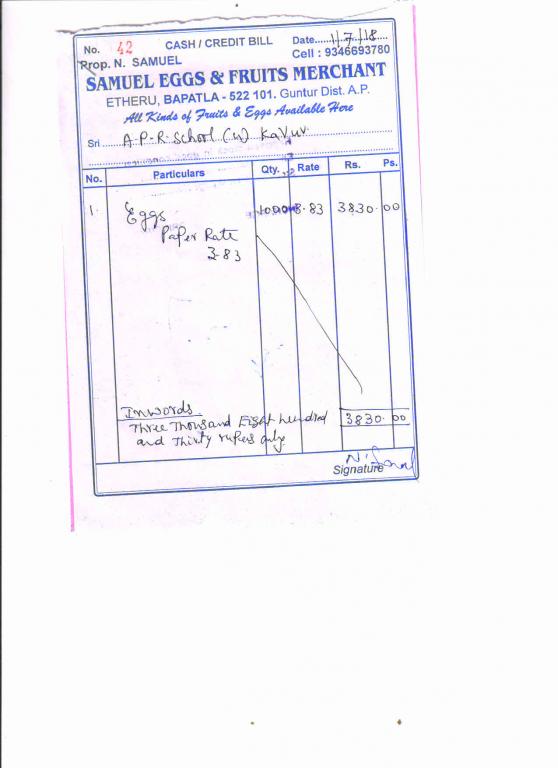 No. 42 CASH / CREDIT BILL Date......1/7/18......
Prop. N. SAMUEL Cell : 9346693780
SAMUEL EGGS & FRUITS MERCHANT
ETHERU, BAPATLA - 522 101. Guntur Dist. A.P.
All Kinds of Fruits & Eggs Available Here
Sri A-P-R-School (U) Kavur
No. Particulars Qty. Rate Rs. Ps.
1. Eggs 1000 3.83 3830.00
Paper Rate
3-83
Inwords
Three Thousand Eight hundred 3830.00
and Thirty rupees only.
Signature